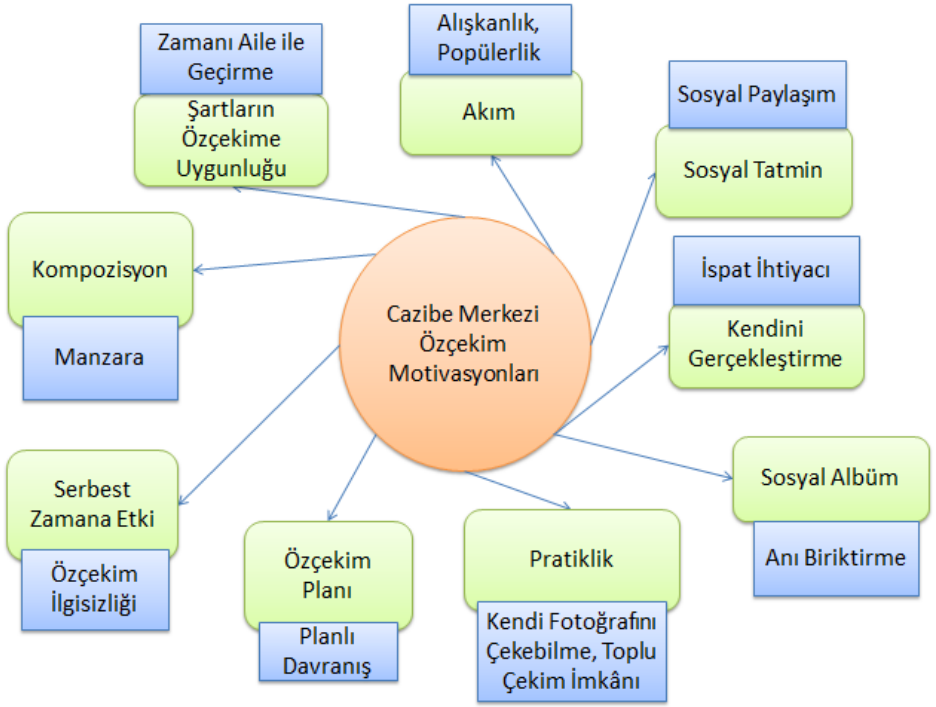 Zamanı Aile ile
Geçirme
Şartların
Özçekime
Uygunluğu
Alışkanlık,
Popülerlik
Akım
Sosyal Paylaşım
Sosyal Tatmin
Kompozisyon
Manzara
Cazibe Merkezi
Özçekim
Motivasyonları
İspat İhtiyacı
Kendini
Gerçekleştirme
Serbest
Zamana Etki
Özçekim
İlgisizliği
Özçekim
Planı
Planlı
Davranış
Pratiklik
Kendi Fotoğrafını
Çekebilme, Toplu
Çekim İmkânı
Sosyal Albüm
Anı Biriktirme